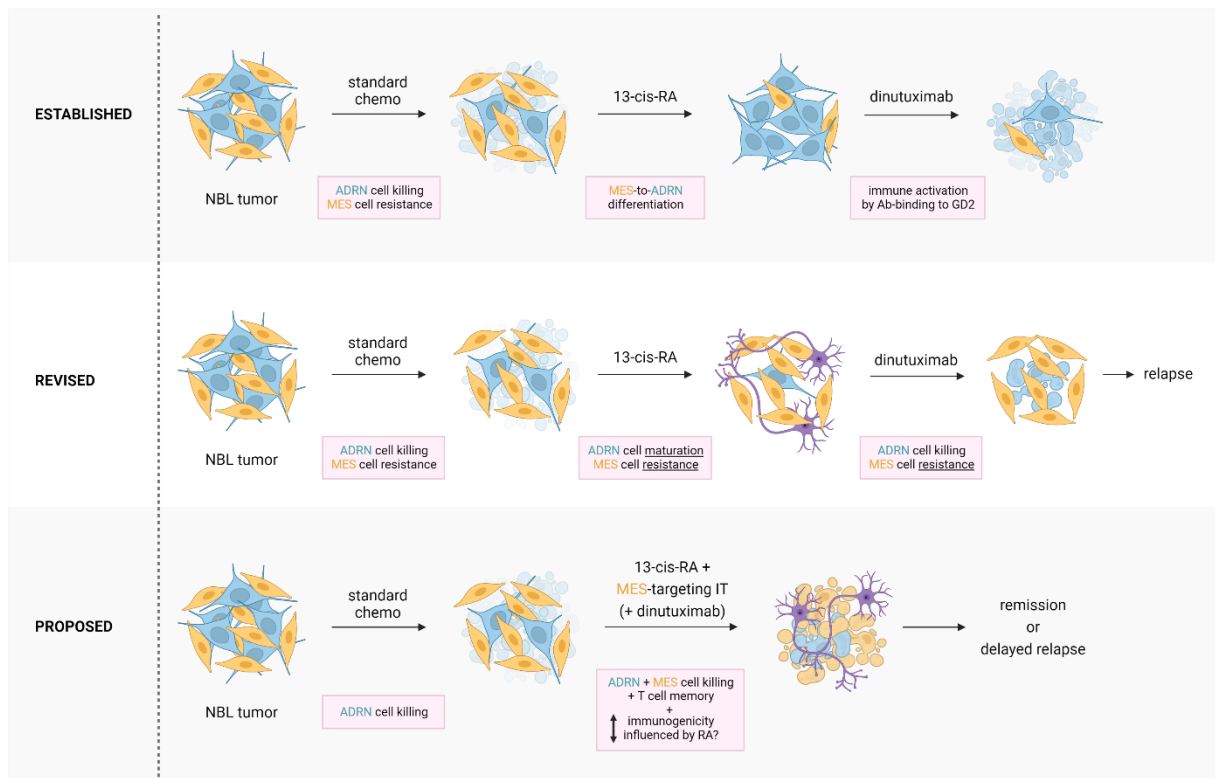 ESTABLISHED
NBL tumor
standard
chemo
ADRN cell killing
MES cell resistance
13-cis-RA
MES-to-ADRN
differentiation
dinutuximab
immune activation
by Ab-binding to GD2
REVISED
NBL tumor
standard
chemo
ADRN cell killing
MES cell resistance
13-cis-RA
ADRN cell maturation
MES cell resistance
dinutuximab
ADRN cell killing
MES cell resistance
relapse
PROPOSED
NBL tumor
standard
chemo
ADRN cell killing
13-cis-RA +
MES-targeting IT
(+ dinutuximab)
ADRN + MES cell killing
+ T cell memory
+
immunogenicity
influenced by RA?
remission
or
delayed relapse